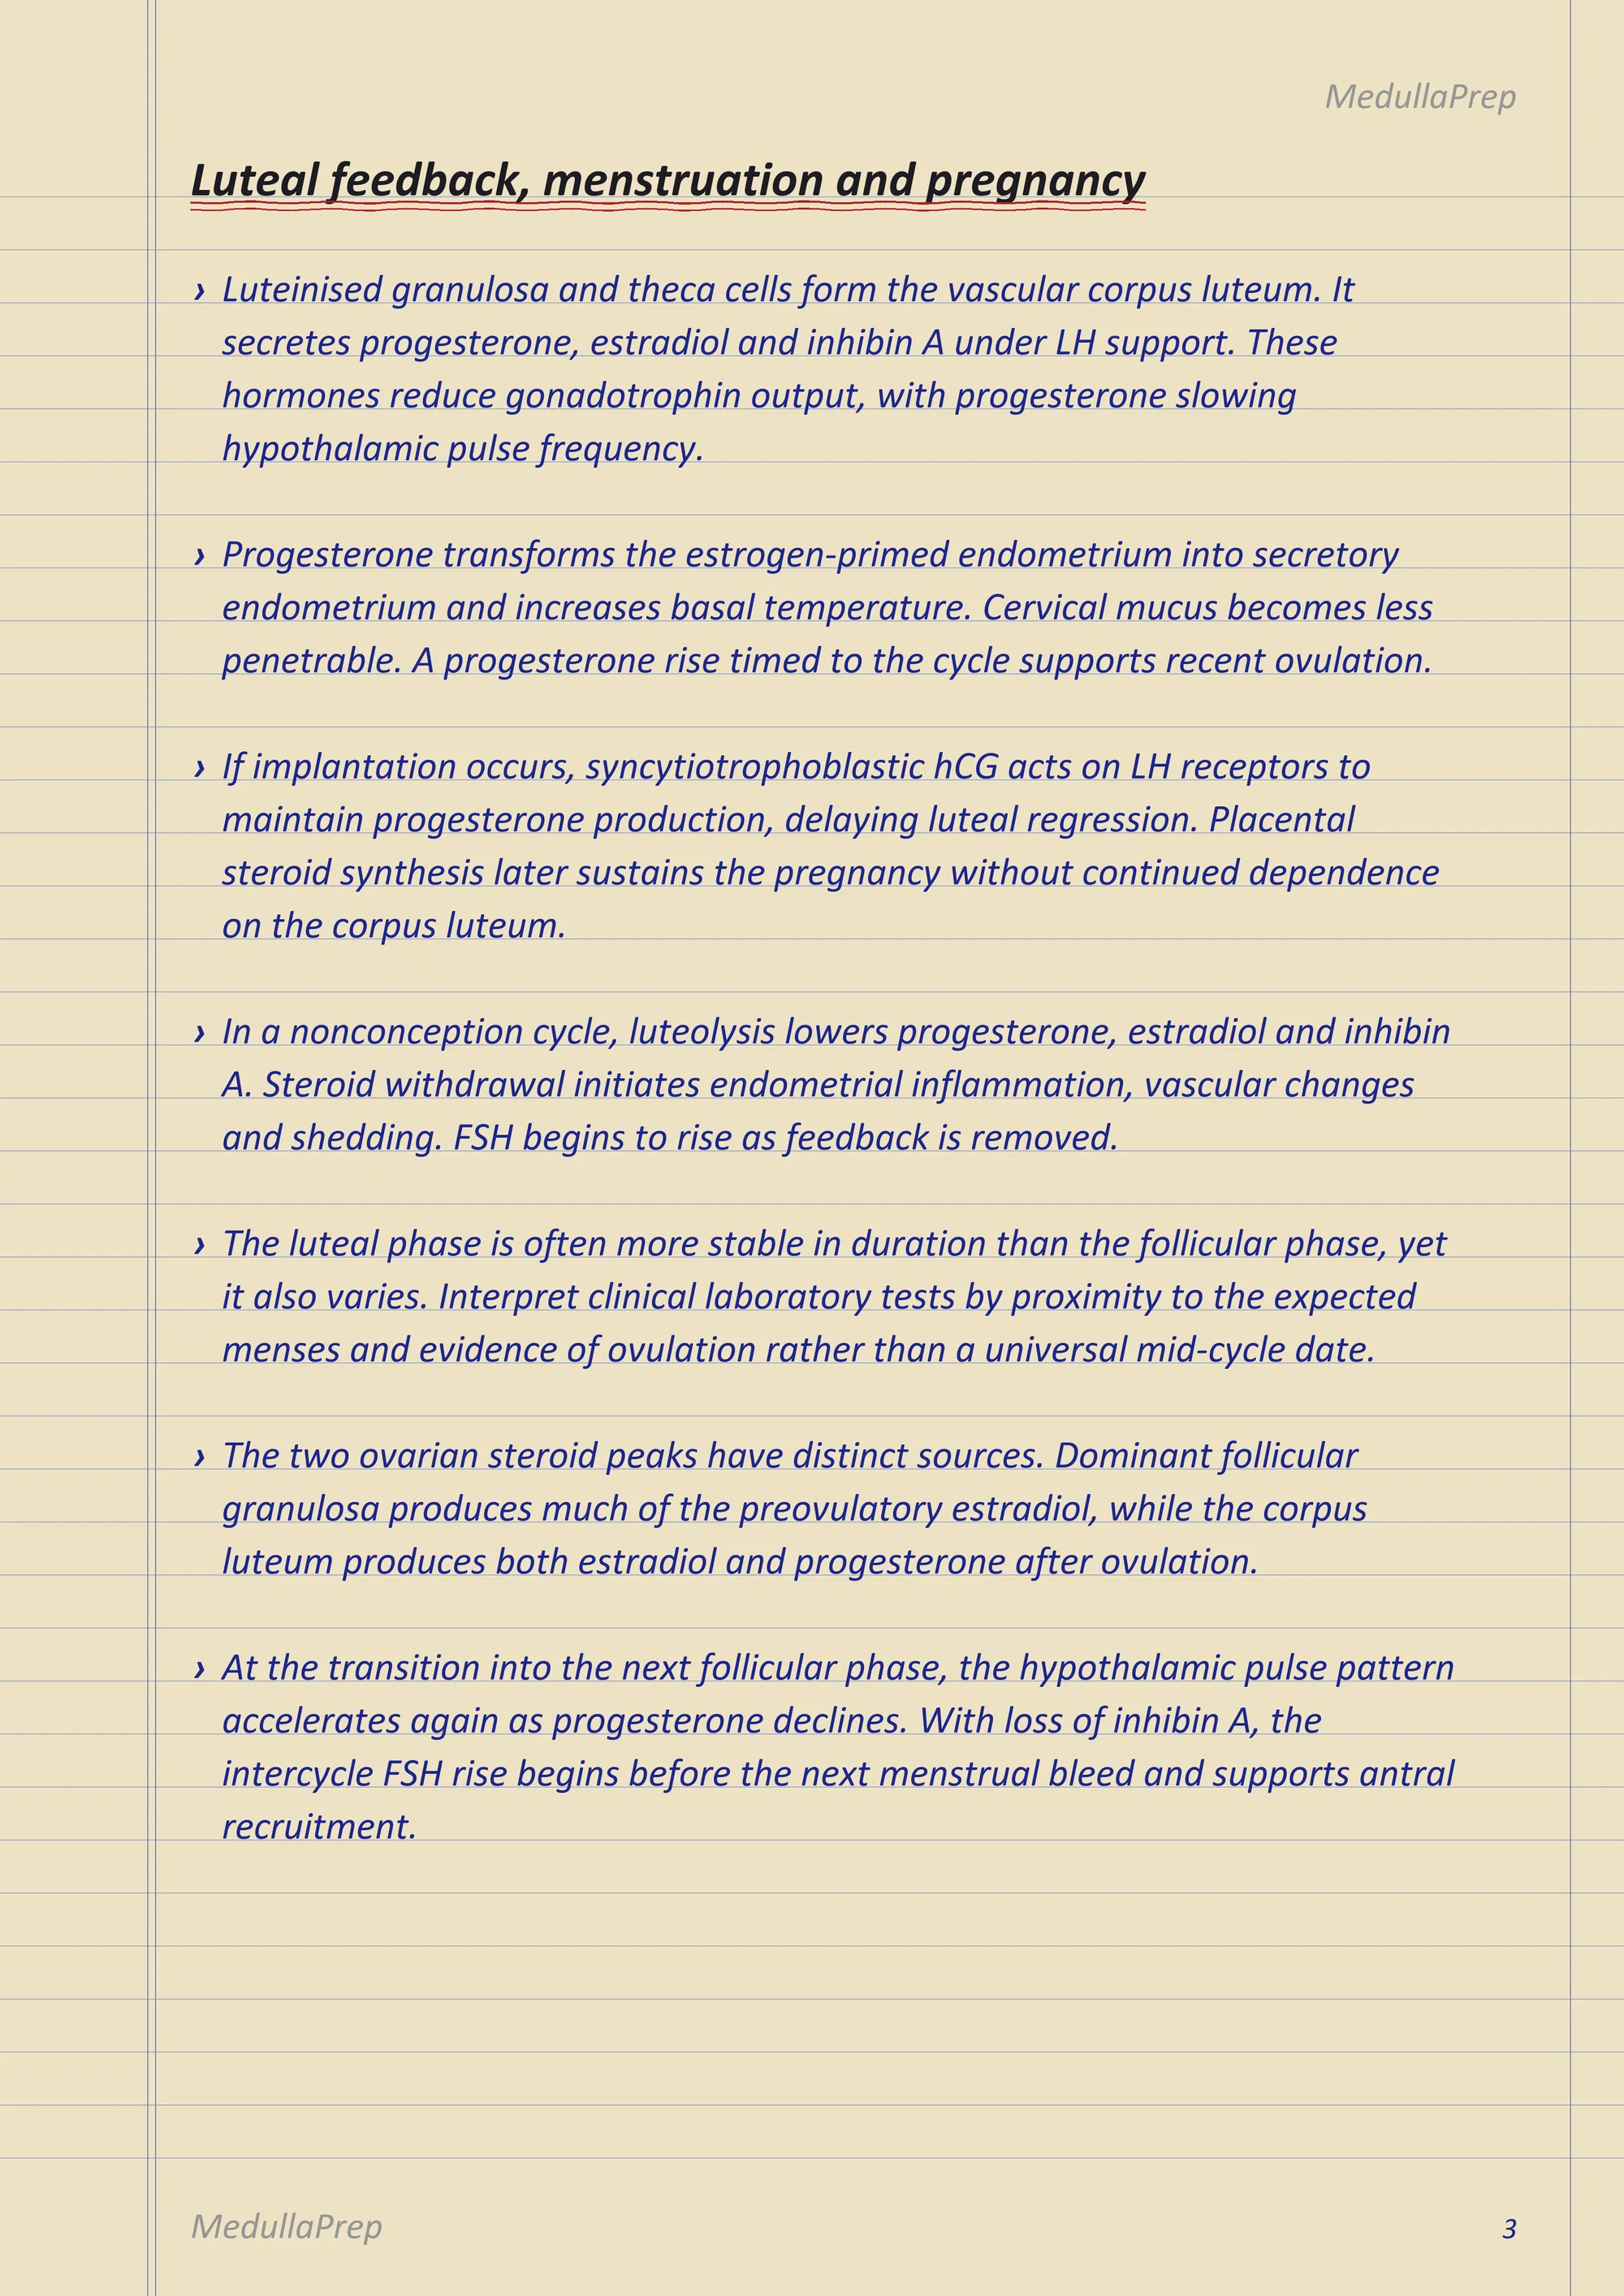 MedullaPrep
Luteal feedback, menstruation and pregnancy
› Luteinised granulosa and theca cells form the vascular corpus luteum. It
secretes progesterone, estradiol and inhibin A under LH support. These
hormones reduce gonadotrophin output, with progesterone slowing
hypothalamic pulse frequency.
› Progesterone transforms the estrogen-primed endometrium into secretory
endometrium and increases basal temperature. Cervical mucus becomes less
penetrable. A progesterone rise timed to the cycle supports recent ovulation.
› If implantation occurs, syncytiotrophoblastic hCG acts on LH receptors to
maintain progesterone production, delaying luteal regression. Placental
steroid synthesis later sustains the pregnancy without continued dependence
on the corpus luteum.
› In a nonconception cycle, luteolysis lowers progesterone, estradiol and inhibin
A. Steroid withdrawal initiates endometrial inflammation, vascular changes
and shedding. FSH begins to rise as feedback is removed.
› The luteal phase is often more stable in duration than the follicular phase, yet
it also varies. Interpret clinical laboratory tests by proximity to the expected
menses and evidence of ovulation rather than a universal mid-cycle date.
› The two ovarian steroid peaks have distinct sources. Dominant follicular
granulosa produces much of the preovulatory estradiol, while the corpus
luteum produces both estradiol and progesterone after ovulation.
› At the transition into the next follicular phase, the hypothalamic pulse pattern
accelerates again as progesterone declines. With loss of inhibin A, the
intercycle FSH rise begins before the next menstrual bleed and supports antral
recruitment.
MedullaPrep
3